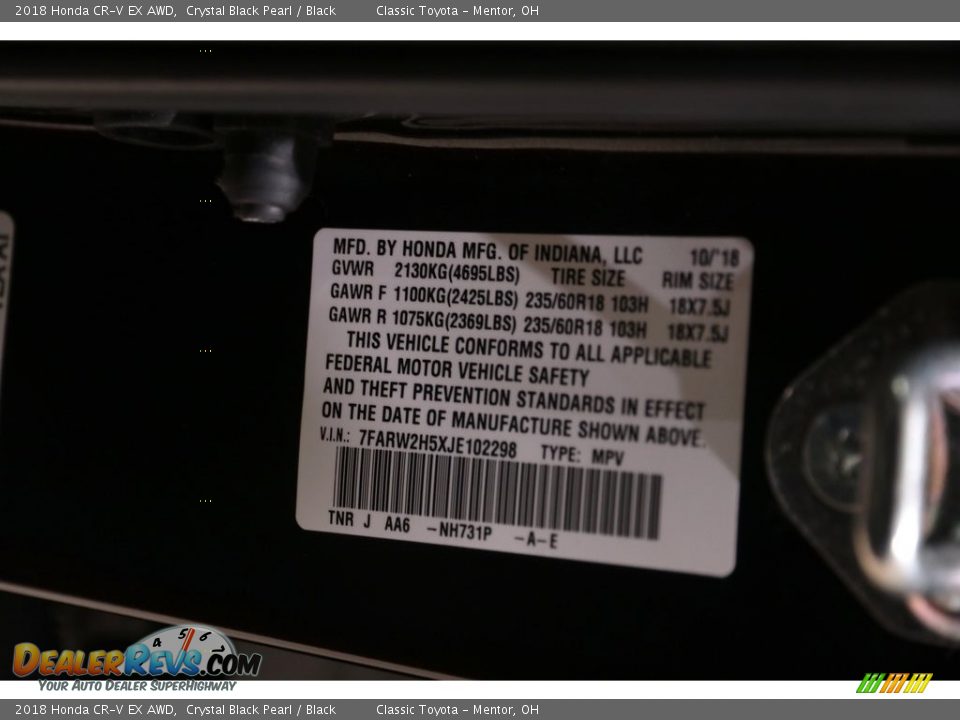 2018 Honda CR-V EX AWD, Crystal Black Pearl / Black Classic Toyota - Mentor, OH
MFD. BY HONDA MFG. OF INDIANA, LLC 10/'18
GVWR 2130KG(4695LBS) TIRE SIZE RIM SIZE
GAWR F 1100KG(2425LBS) 235/60R18 103H 18X7.5J
GAWR R 1075KG(2369LBS) 235/60R18 103H 18X7.5J
THIS VEHICLE CONFORMS TO ALL APPLICABLE
FEDERAL MOTOR VEHICLE SAFETY
AND THEFT PREVENTION STANDARDS IN EFFECT
ON THE DATE OF MANUFACTURE SHOWN ABOVE.
V.I.N.: 7FARW2H5XJE102298 TYPE: MPV
TNR J AA6 -NH731P -A-E
4 5 6
DealerRevs.com
Your Auto Dealer SuperHighway
2018 Honda CR-V EX AWD, Crystal Black Pearl / Black Classic Toyota - Mentor, OH